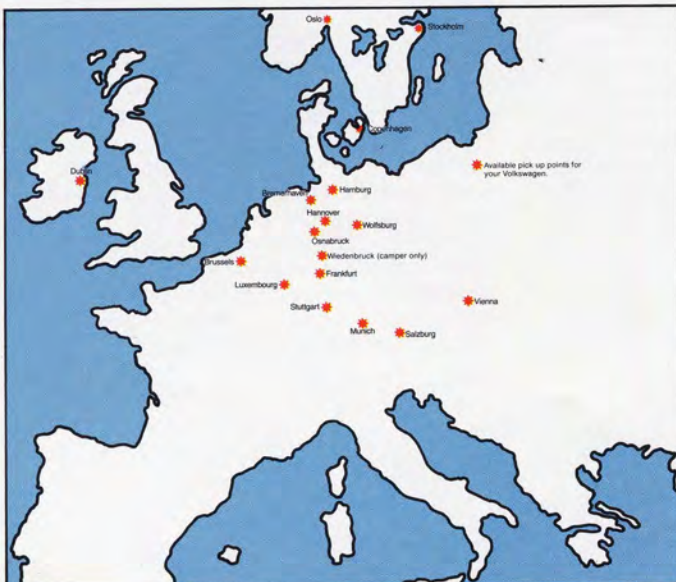 Oslo
Stockholm
Copenhagen
Available pick up points for
your Volkswagen.
Dublin
Hamburg
Bremerhaven
Hannover
Wolfsburg
Osnabruck
Wiedenbruck (camper only)
Brussels
Frankfurt
Luxembourg
Vienna
Stuttgart
Munich
Salzburg